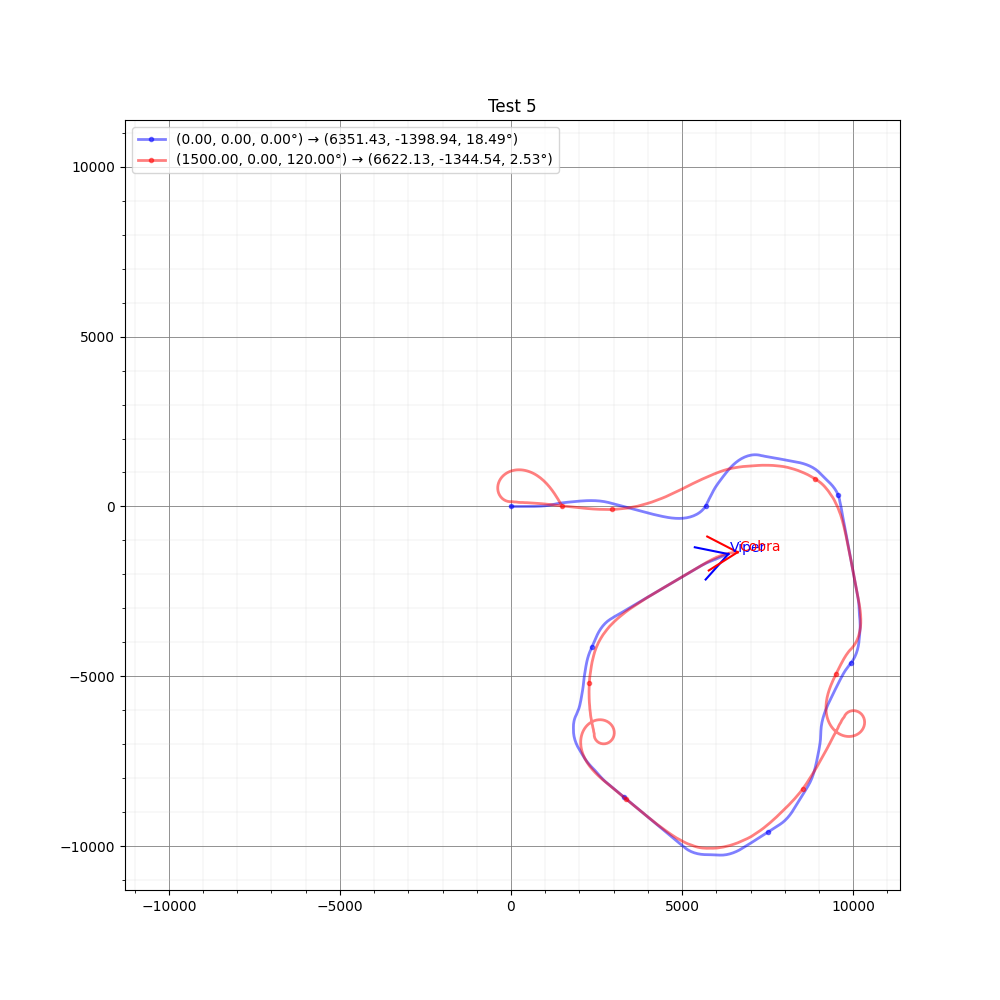 Test 5
(0.00, 0.00, 0.00°) → (6351.43, -1398.94, 18.49°)
(1500.00, 0.00, 120.00°) → (6622.13, -1344.54, 2.53°)
10000
5000
0
Viper
Cobra
−5000
−10000
−10000 −5000 0 5000 10000